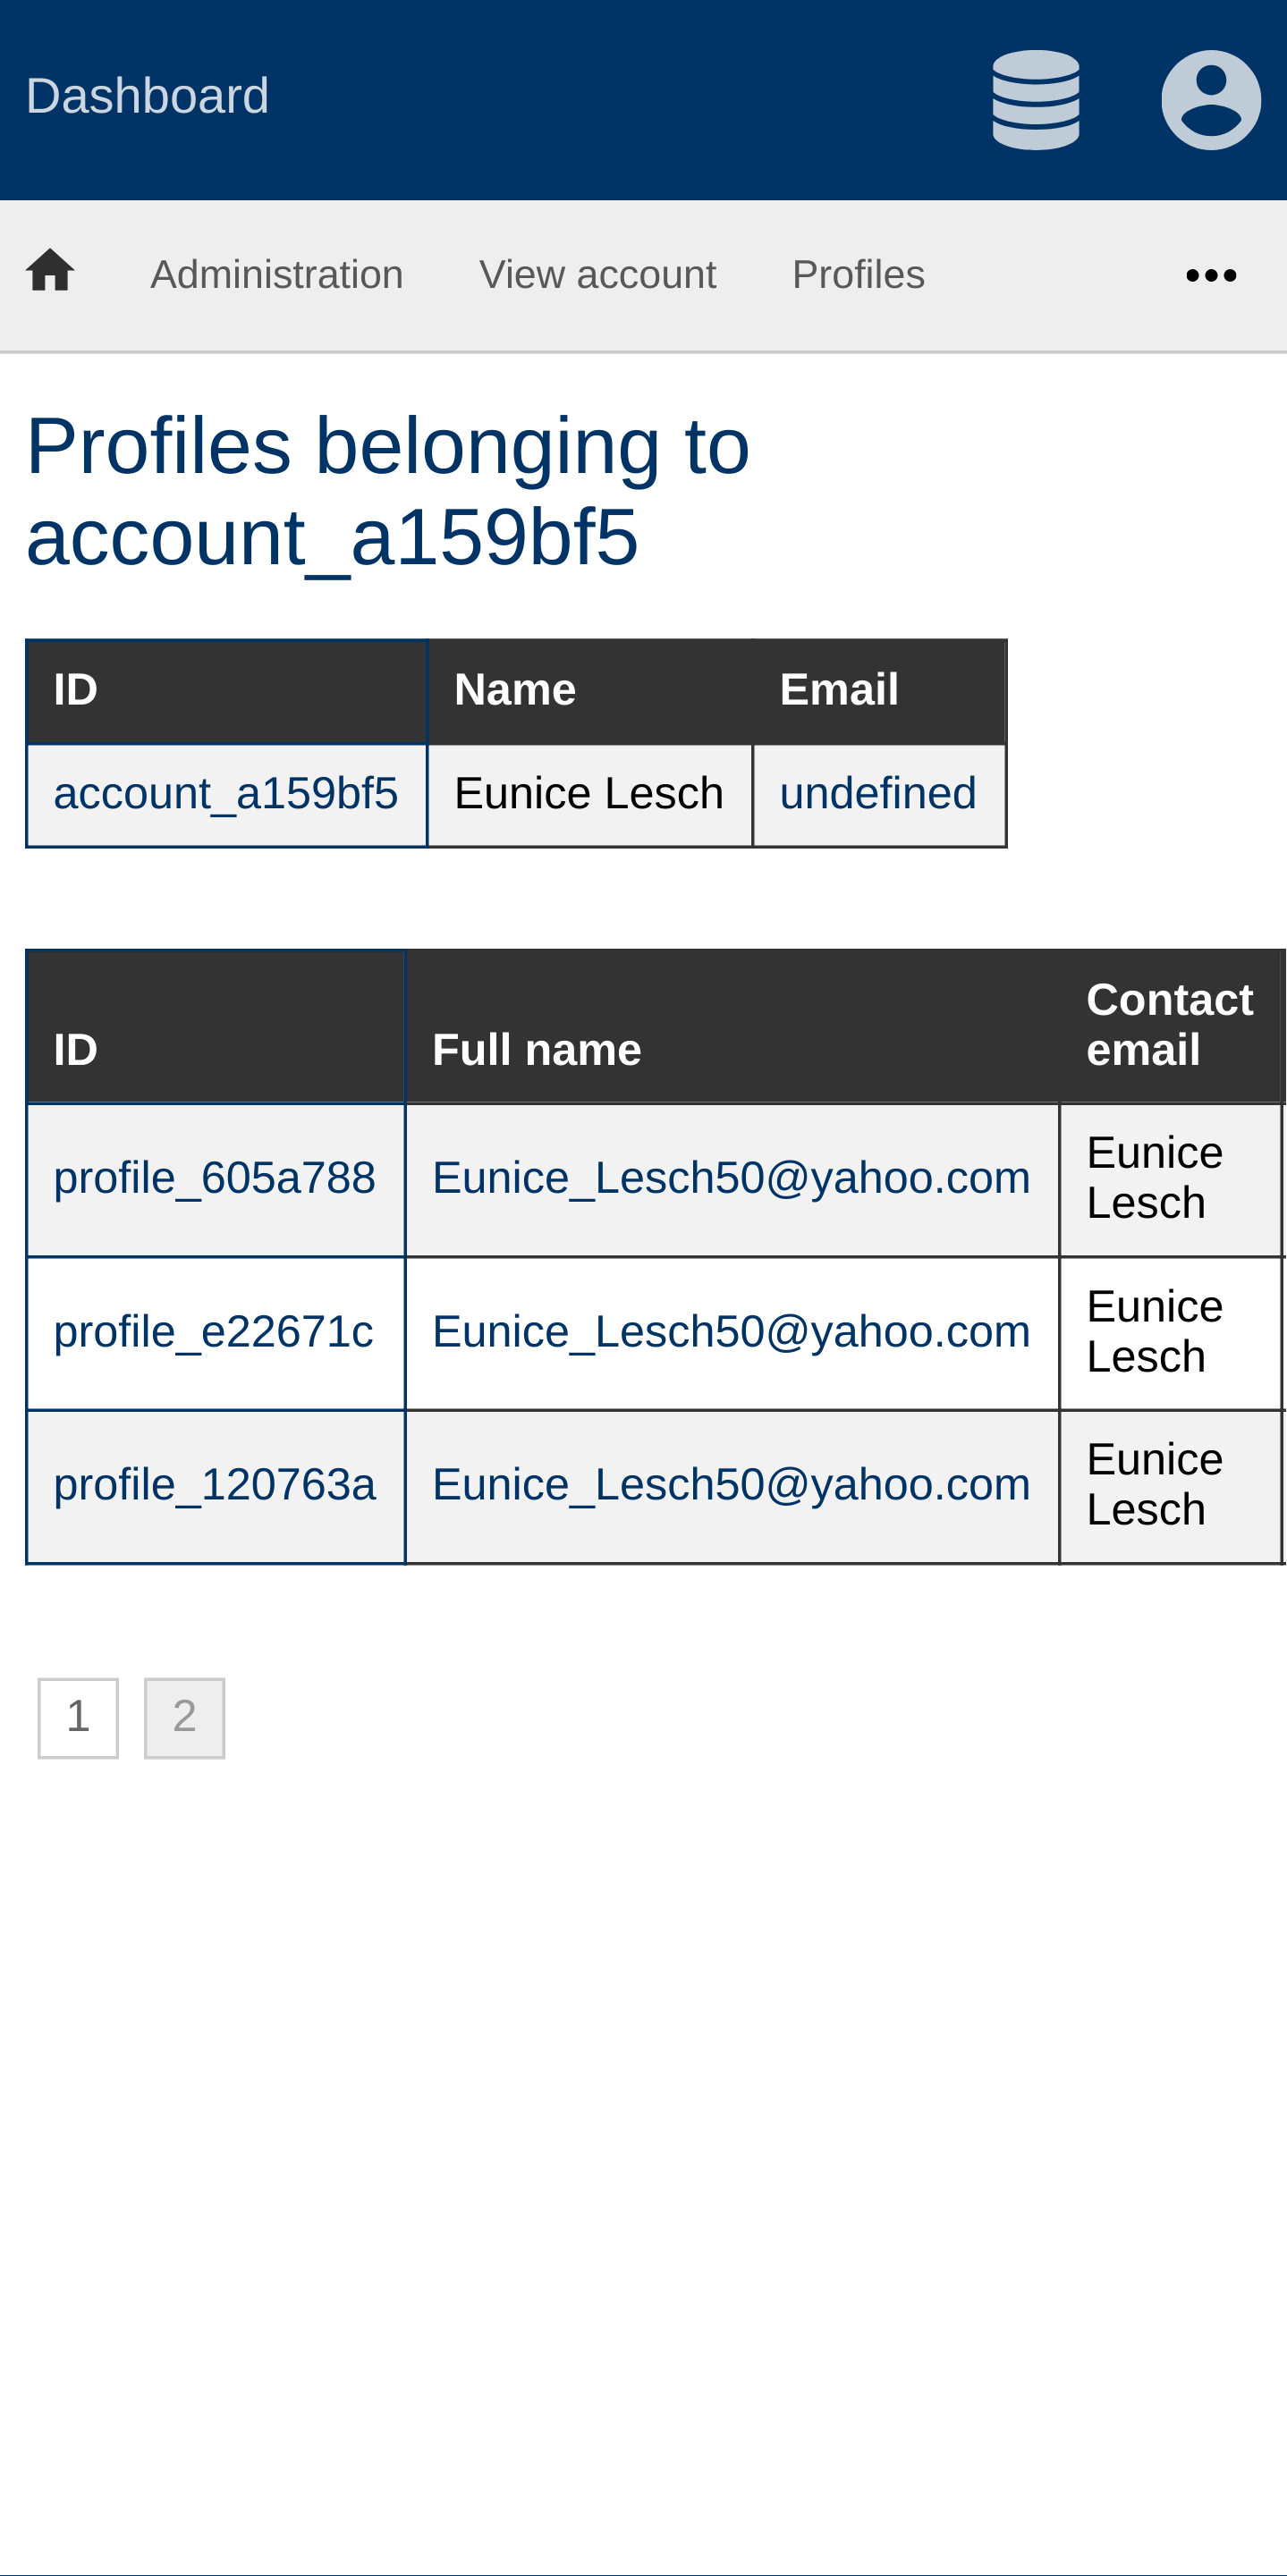 Dashboard
Administration View account Profiles •••
Profiles belonging to
account_a159bf5
ID Name Email
account_a159bf5 Eunice Lesch undefined
ID Full name Contact email
profile_605a788 Eunice_Lesch50@yahoo.com Eunice Lesch
profile_e22671c Eunice_Lesch50@yahoo.com Eunice Lesch
profile_120763a Eunice_Lesch50@yahoo.com Eunice Lesch
1 2